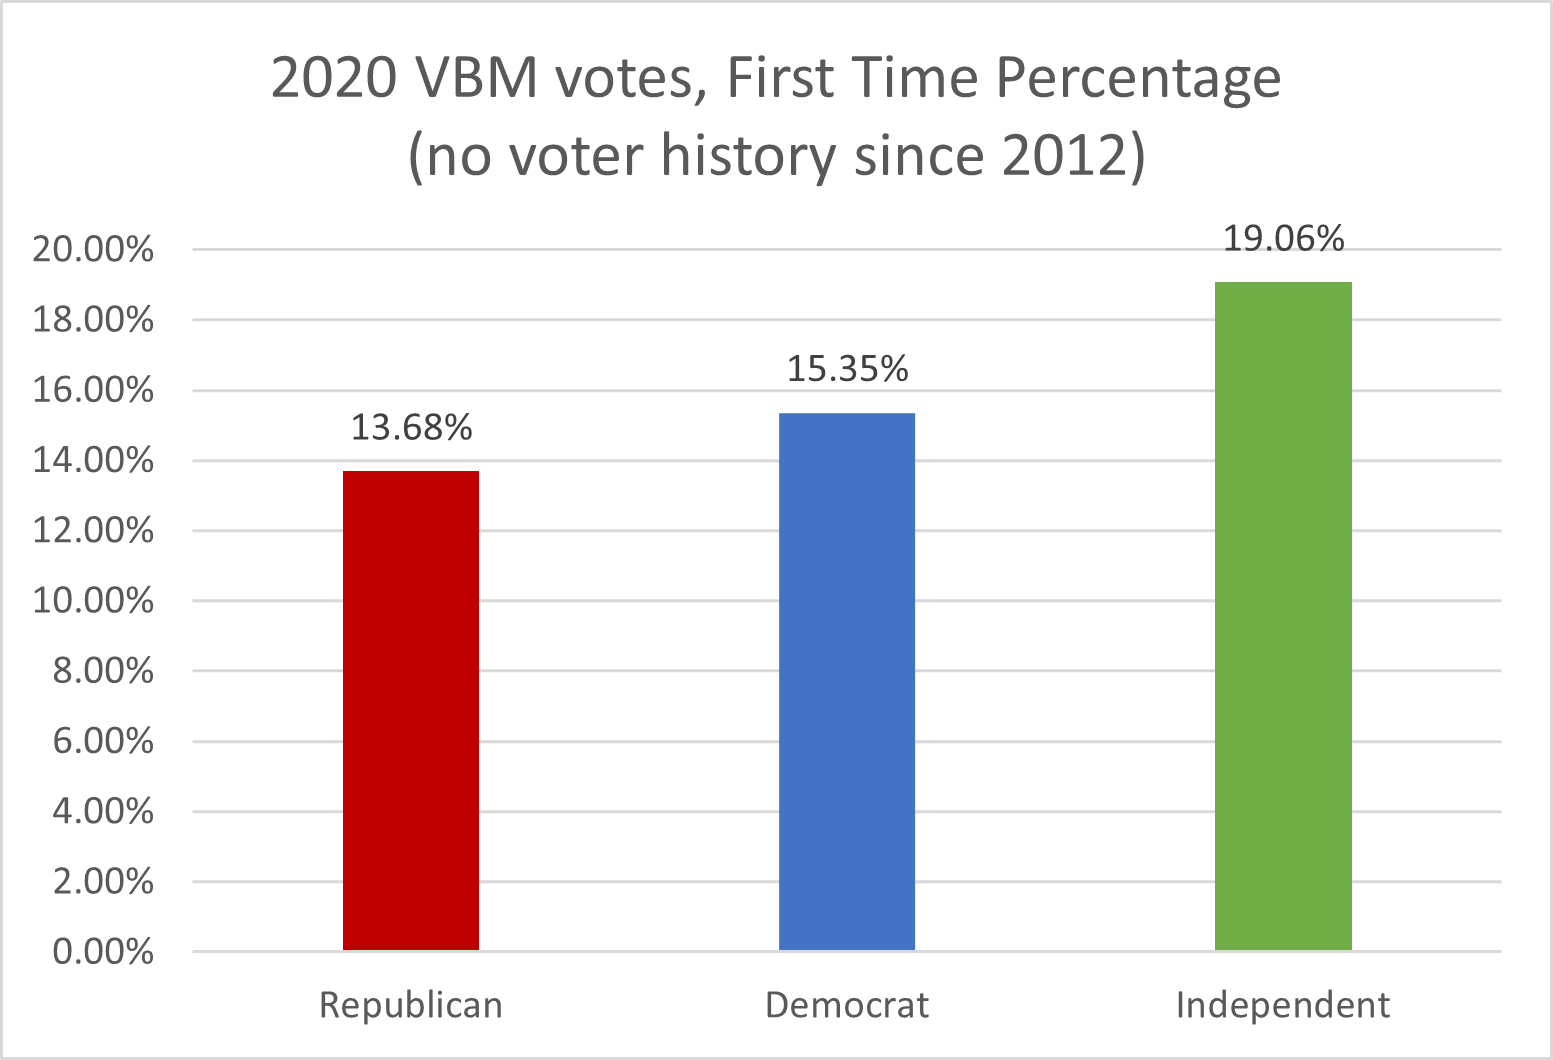 2020 VBM votes, First Time Percentage
(no voter history since 2012)
20.00%
18.00%
16.00%
14.00%
12.00%
10.00%
8.00%
6.00%
4.00%
2.00%
0.00%
13.68%
15.35%
19.06%
Republican
Democrat
Independent